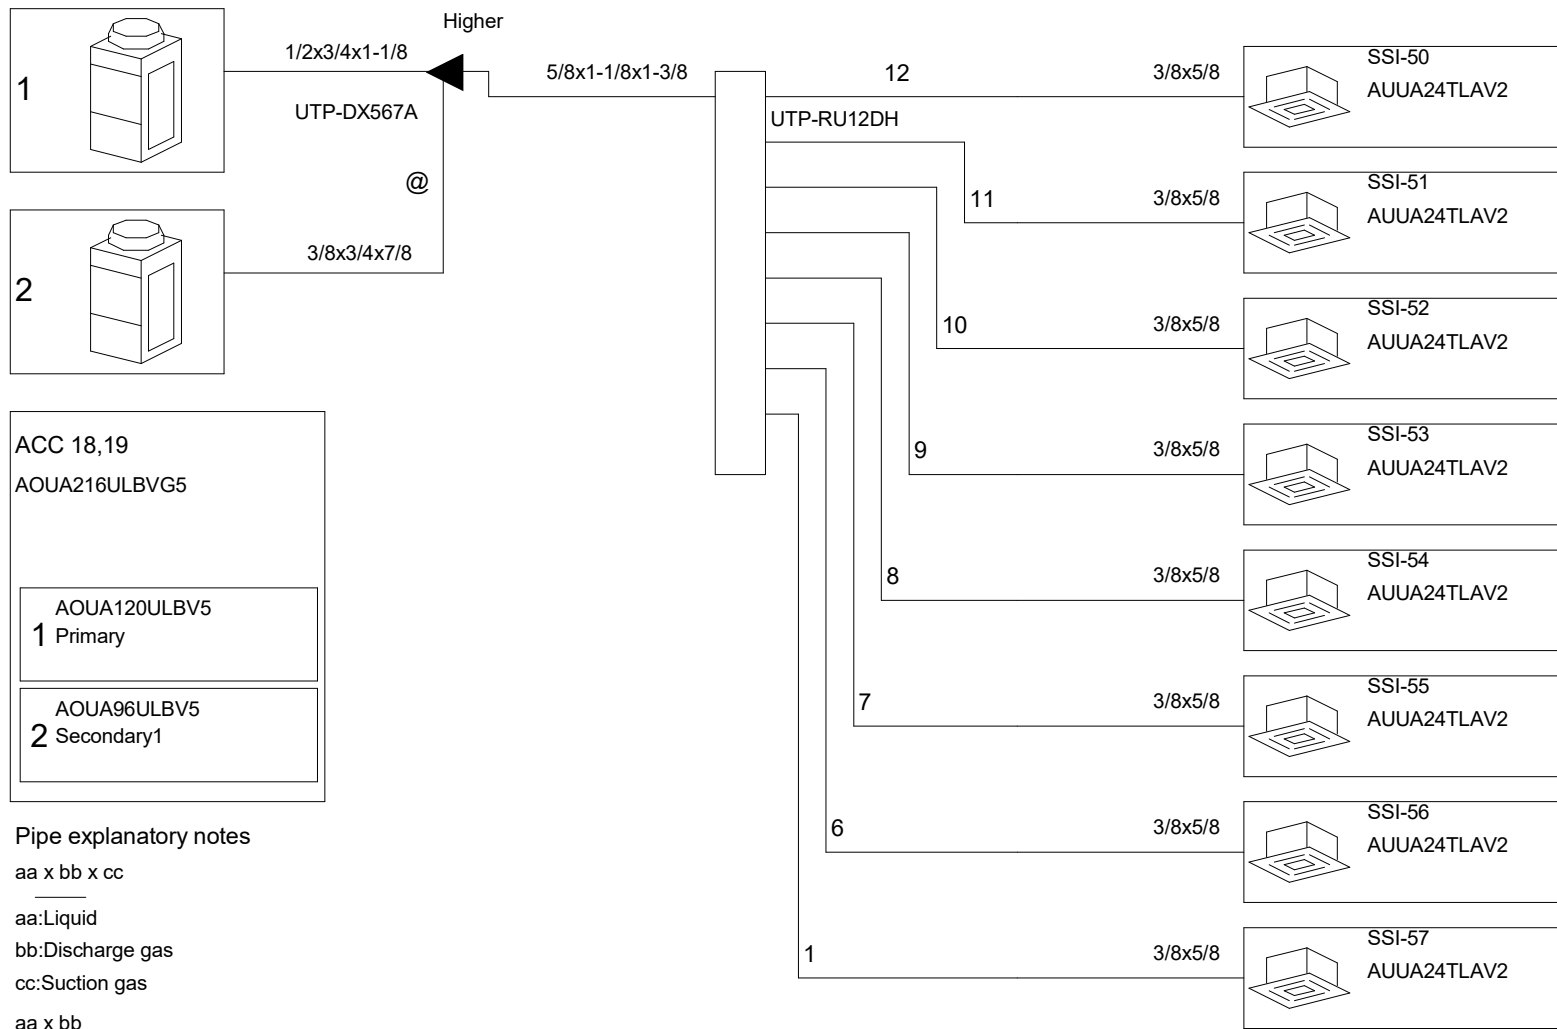 Higher
1/2x3/4x1-1/8
1
UTP-DX567A
@
2
3/8x3/4x7/8
5/8x1-1/8x1-3/8
UTP-RU12DH
12
3/8x5/8
SSI-50
AUUA24TLAV2
11
3/8x5/8
SSI-51
AUUA24TLAV2
10
3/8x5/8
SSI-52
AUUA24TLAV2
9
3/8x5/8
SSI-53
AUUA24TLAV2
8
3/8x5/8
SSI-54
AUUA24TLAV2
7
3/8x5/8
SSI-55
AUUA24TLAV2
6
3/8x5/8
SSI-56
AUUA24TLAV2
1
3/8x5/8
SSI-57
AUUA24TLAV2
ACC 18,19
AOUA216ULBVG5
1
AOUA120ULBV5
Primary
2
AOUA96ULBV5
Secondary1
Pipe explanatory notes
aa x bb x cc
aa:Liquid
bb:Discharge gas
cc:Suction gas
aa x bb